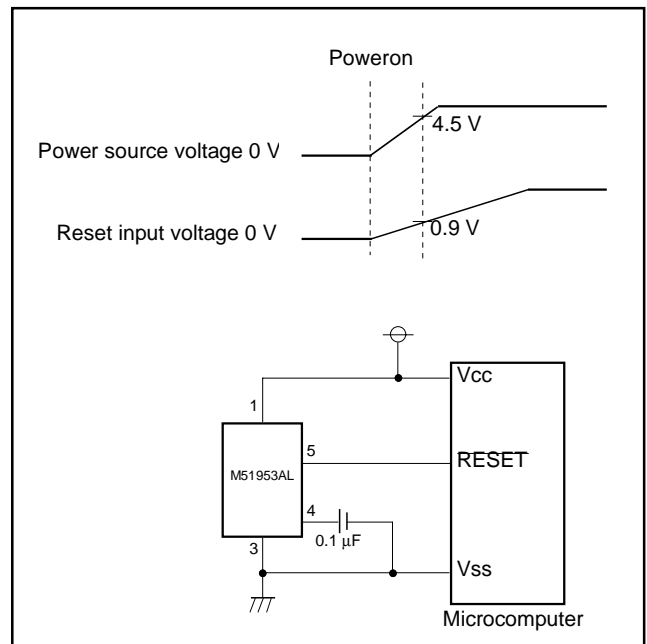 Poweron
4.5 V
Power source voltage 0 V
Reset input voltage 0 V
0.9 V
Vcc
1
5
RESET
M51953AL
4
0.1 μF
3
Vss
Microcomputer